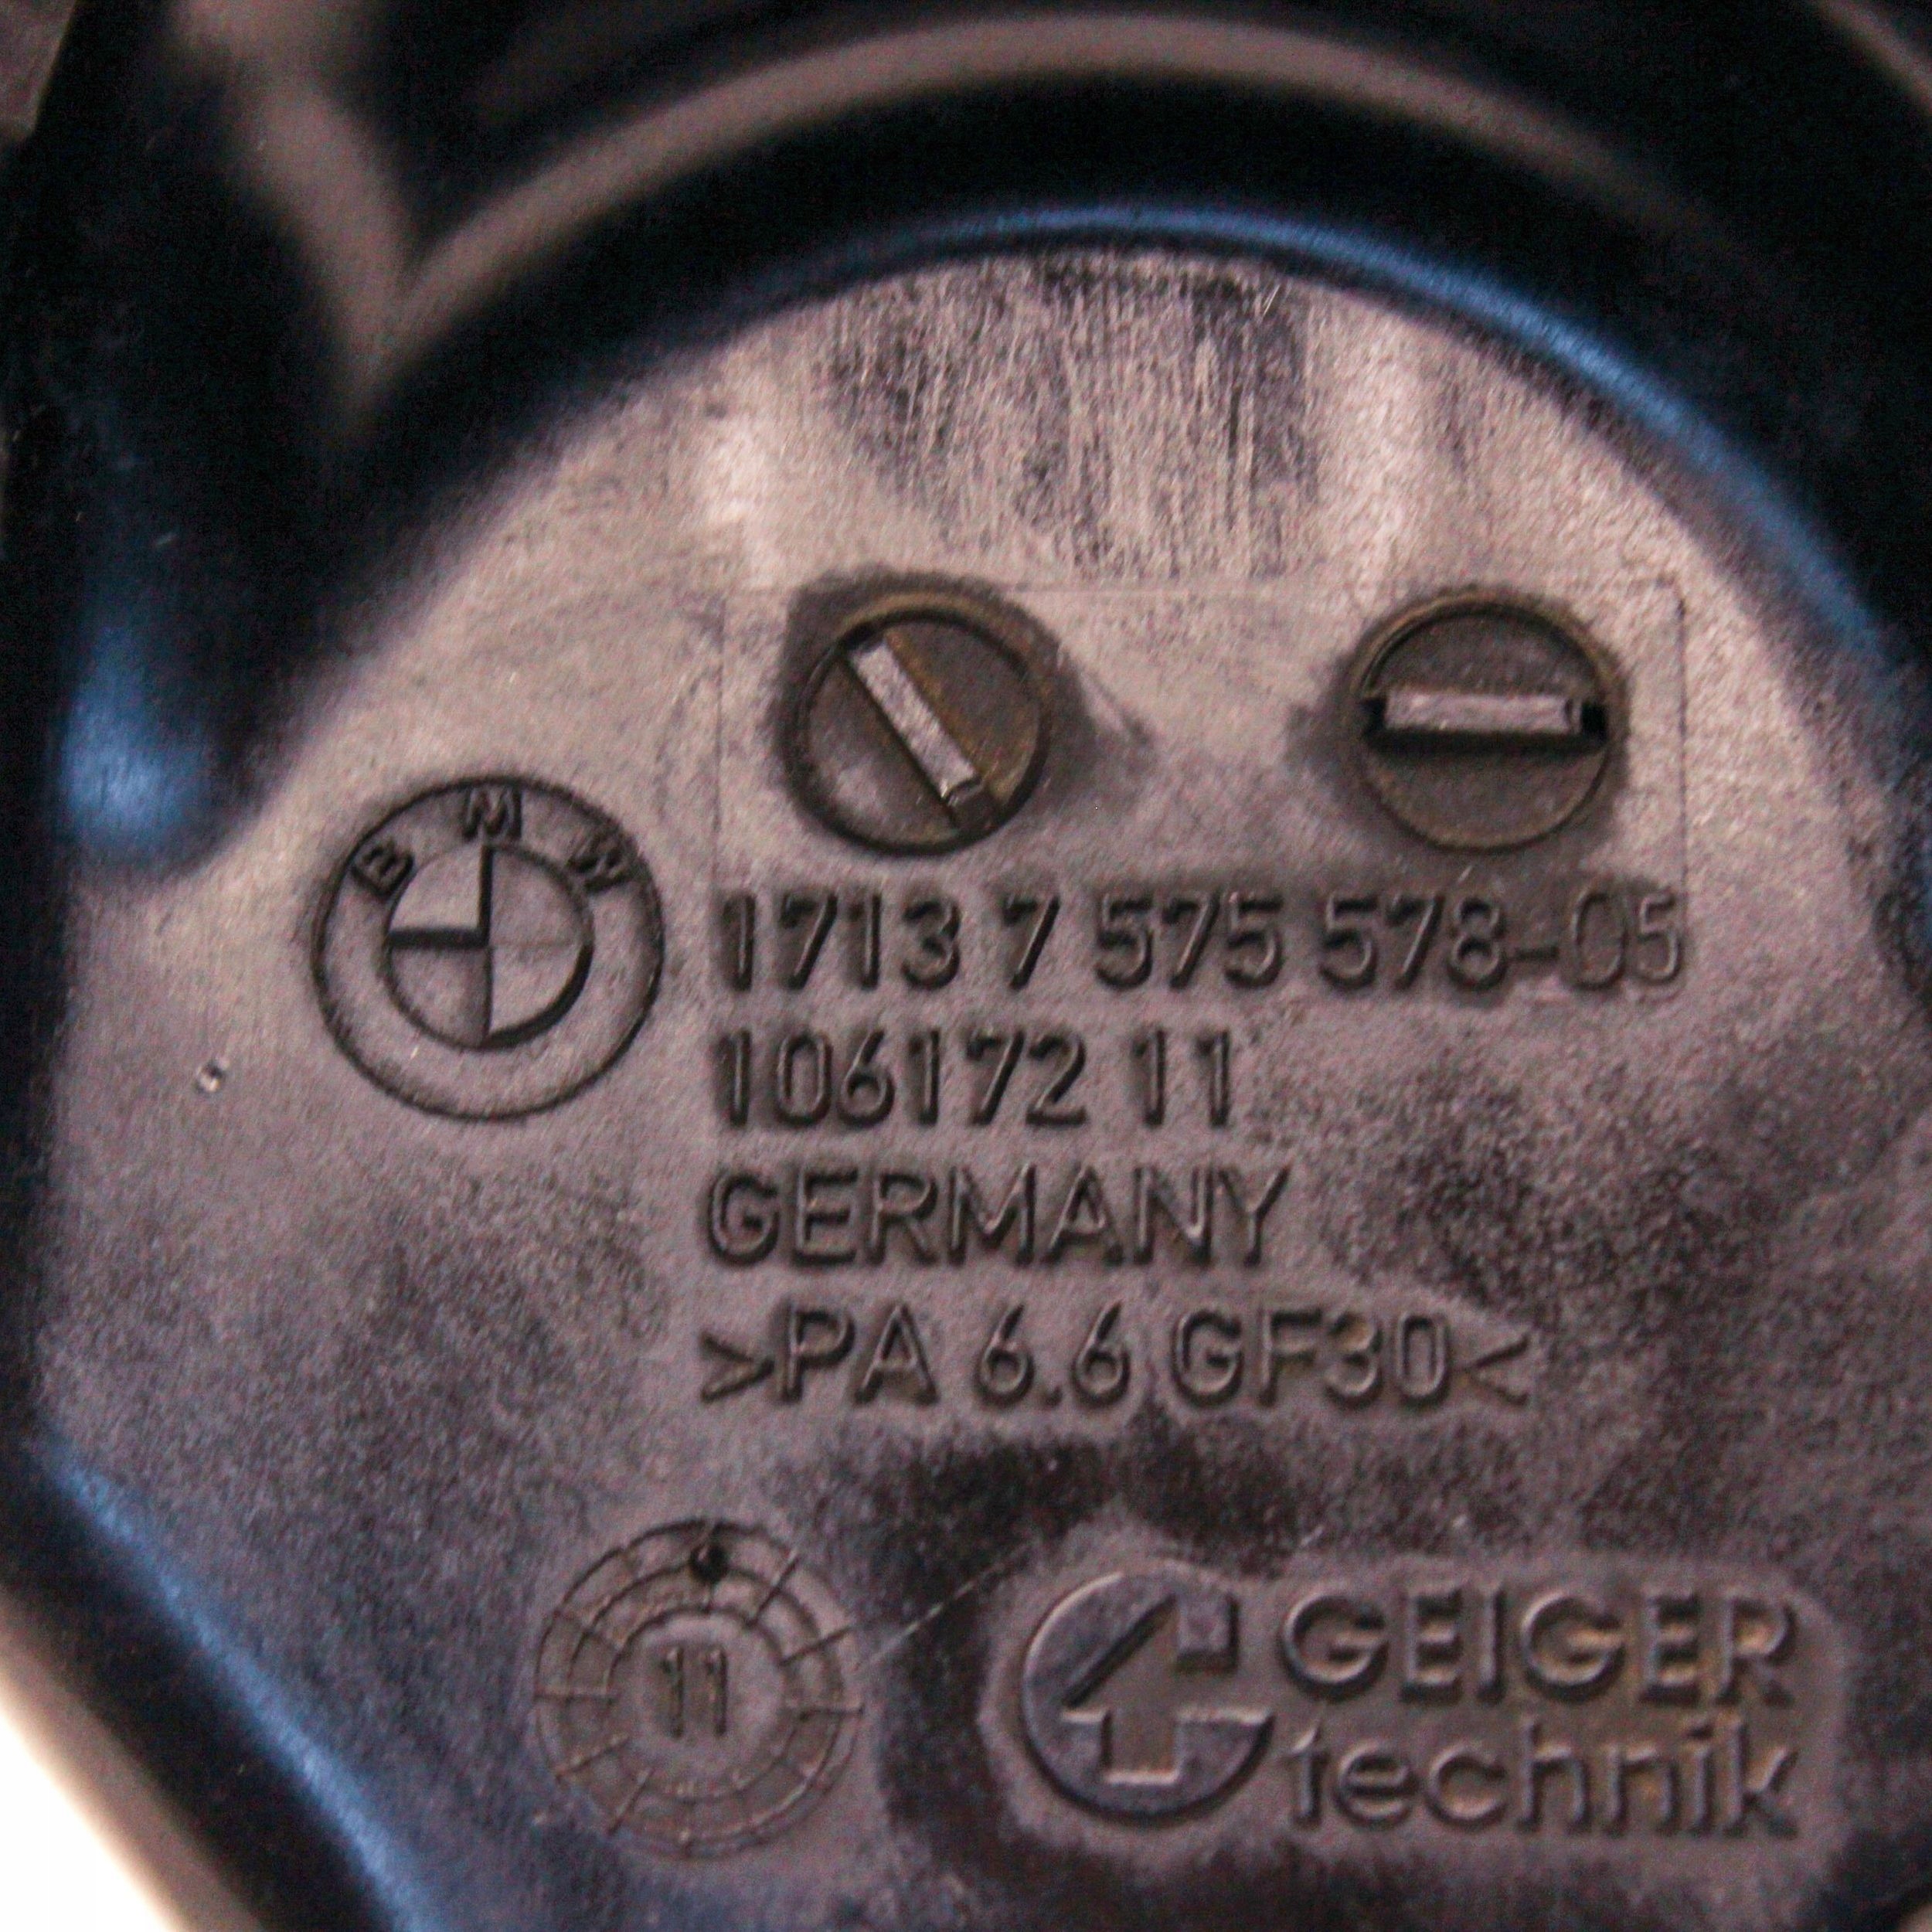 BMW
1713 7 575 578-05
106172 11
GERMANY
>PA 6.6 GF30<
11
GEIGER
technik